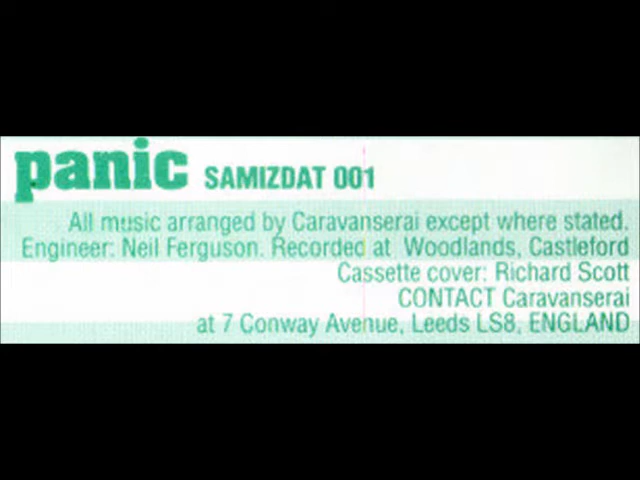 panic SAMIZDAT 001
All music arranged by Caravanserai except where stated.
Engineer: Neil Ferguson. Recorded at Woodlands, Castleford
Cassette cover: Richard Scott
CONTACT Caravanserai
at 7 Conway Avenue, Leeds LS8, ENGLAND